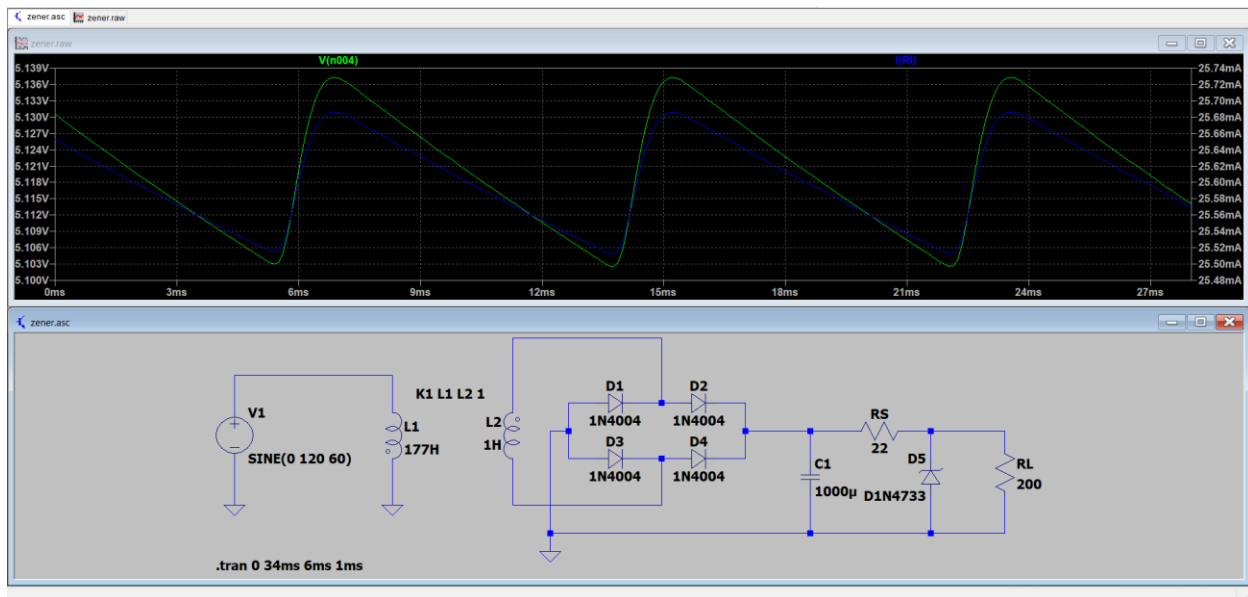 zener.asc zener.raw
zener.raw
V(n004) I(Rl)
5.139V 25.74mA
5.136V 25.72mA
5.133V 25.70mA
5.130V 25.68mA
5.127V 25.66mA
5.124V 25.64mA
5.121V 25.62mA
5.118V 25.60mA
5.115V 25.58mA
5.112V 25.56mA
5.109V 25.54mA
5.106V 25.52mA
5.103V 25.50mA
5.100V 25.48mA
0ms 3ms 6ms 9ms 12ms 15ms 18ms 21ms 24ms 27ms
zener.asc
K1 L1 L2 1
V1
SINE(0 120 60)
L1
177H
L2
1H
D1
1N4004
D2
1N4004
D3
1N4004
D4
1N4004
C1
1000µ
RS
22
D5
D1N4733
RL
200
.tran 0 34ms 6ms 1ms